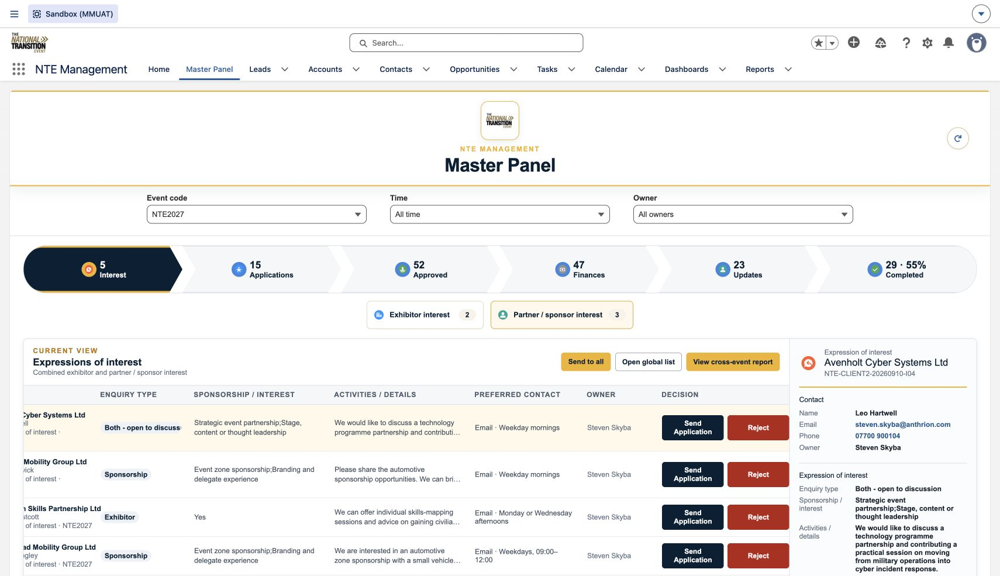 Sandbox (MMUAT)
THE
NATIONAL
TRANSITION
EVENT
Search...
NTE Management
Home
Master Panel
Leads
Accounts
Contacts
Opportunities
Tasks
Calendar
Dashboards
Reports
THE
NATIONAL
TRANSITION
EVENT
NTE MANAGEMENT
Master Panel
Event code
NTE2027
Time
All time
Owner
All owners
5
Interest
15
Applications
52
Approved
47
Finances
23
Updates
29 · 55%
Completed
Exhibitor interest 2
Partner / sponsor interest 3
CURRENT VIEW
Expressions of interest
Combined exhibitor and partner / sponsor interest
Send to all
Open global list
View cross-event report
ENQUIRY TYPE
SPONSORSHIP / INTEREST
ACTIVITIES / DETAILS
PREFERRED CONTACT
OWNER
DECISION
Cyber Systems Ltd
ell
of interest ·
Both - open to discuss
Strategic event partnership;Stage,
content or thought leadership
We would like to discuss a technology
programme partnership and contributi...
Email · Weekday mornings
Steven Skyba
Send
Application
Reject
Mobility Group Ltd
vick
of interest ·
Sponsorship
Event zone sponsorship;Branding and
delegate experience
Please share the automotive
sponsorship opportunities. We can bri...
Email · Weekday mornings
Steven Skyba
Send
Application
Reject
n Skills Partnership Ltd
stcott
of interest · NTE2027
Exhibitor
Yes
We can offer individual skills-mapping
sessions and advice on gaining civilia...
Email · Monday or Wednesday
afternoons
Steven Skyba
Send
Application
Reject
ad Mobility Group Ltd
ngley
of interest · NTE2027
Sponsorship
Event zone sponsorship;Branding and
delegate experience
We are interested in an automotive
zone sponsorship with a small vehicle...
Email · Weekdays, 09:00–
12:00
Steven Skyba
Send
Application
Reject
Expression of interest
Avenholt Cyber Systems Ltd
NTE-CLIENT2-20260910-I04
Contact
Name Leo Hartwell
Email steven.skyba@anthrion.com
Phone 07700 900104
Owner Steven Skyba
Expression of interest
Enquiry type Both - open to discussion
Sponsorship /
interest
Strategic event
partnership;Stage, content or
thought leadership
Activities /
details
We would like to discuss a
technology programme
partnership and contributing a
practical session on moving
from military operations into
cyber incident response.